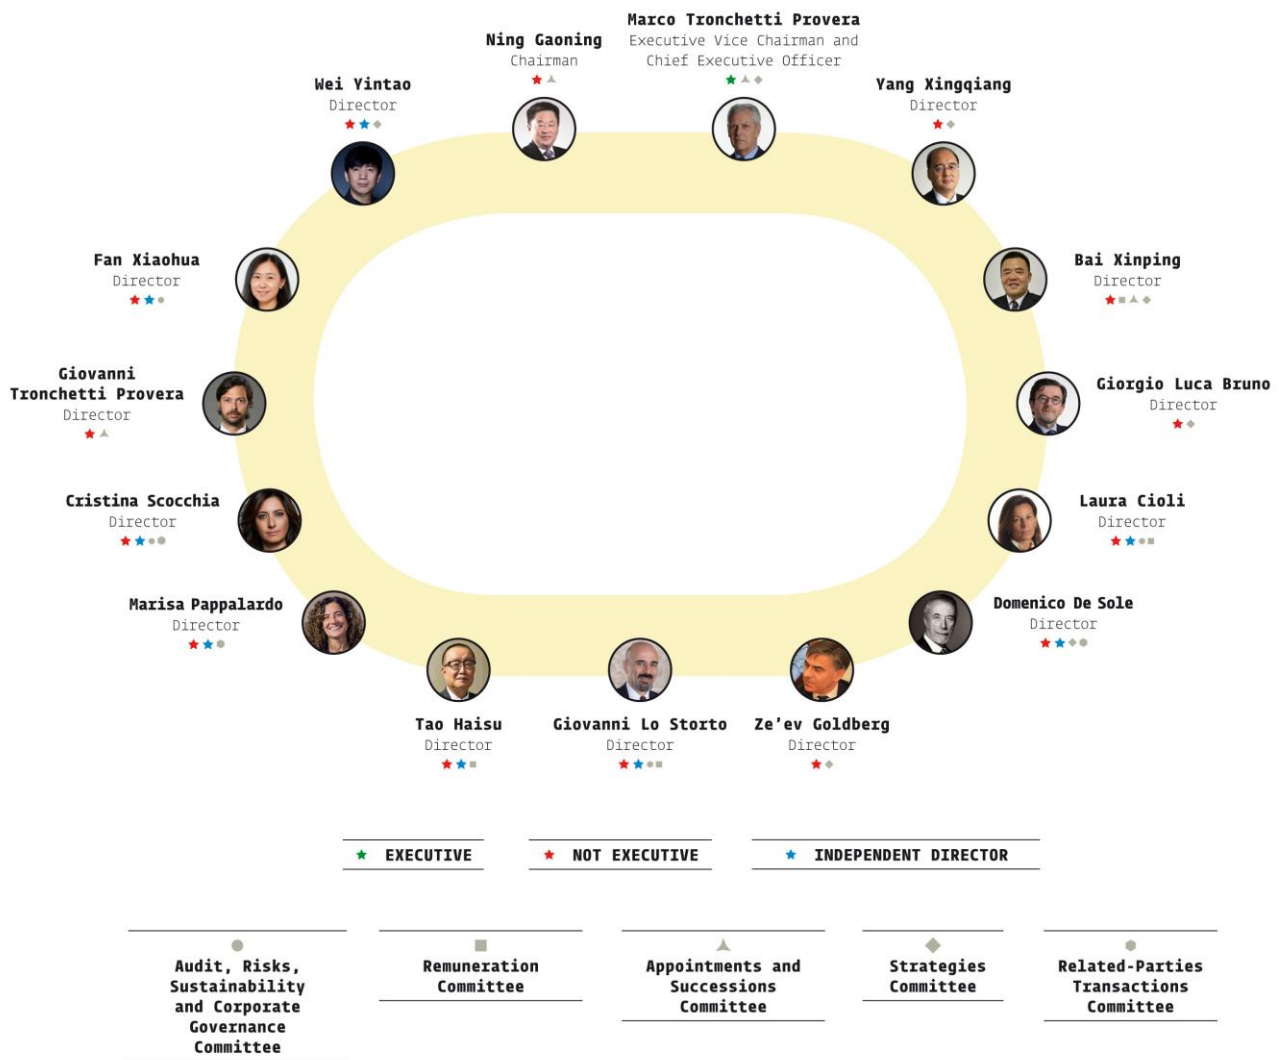 Marco Tronchetti Provera
Executive Vice Chairman and
Chief Executive Officer
Ning Gaoning
Chairman
Wei Yintao
Director
Yang Xingqiang
Director
Fan Xiaohua
Director
Bai Xinping
Director
Giovanni
Tronchetti Provera
Director
Giorgio Luca Bruno
Director
Cristina Scocchia
Director
Laura Cioli
Director
Marisa Pappalardo
Director
Domenico De Sole
Director
Tao Haisu
Director
Giovanni Lo Storto
Director
Ze’ev Goldberg
Director
EXECUTIVE
NOT EXECUTIVE
INDEPENDENT DIRECTOR
Audit, Risks,
Sustainability
and Corporate
Governance
Committee
Remuneration
Committee
Appointments and
Successions
Committee
Strategies
Committee
Related-Parties
Transactions
Committee